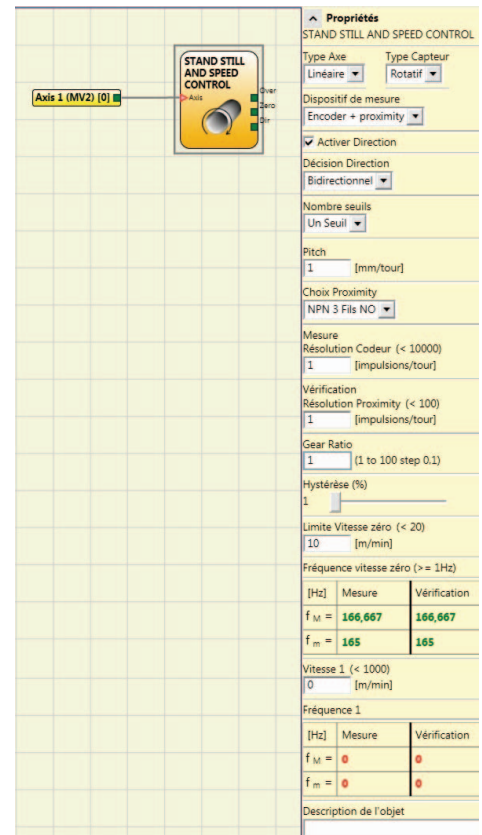 STAND STILL
AND SPEED
CONTROL
Axis
Over
Zero
Dir
Axis 1 (MV2) [0]
Propriétés
STAND STILL AND SPEED CONTROL
Type Axe Type Capteur
Linéaire Rotatif
Dispositif de mesure
Encoder + proximity
Activer Direction
Décision Direction
Bidirectionnel
Nombre seuils
Un Seuil
Pitch
1 [mm/tour]
Choix Proximity
NPN 3 Fils NO
Mesure
Résolution Codeur (< 10000)
1 [impulsions/tour]
Vérification
Résolution Proximity (< 100)
1 [impulsions/tour]
Gear Ratio
1 (1 to 100 step 0.1)
Hystérèse (%)
1
Limite Vitesse zéro (< 20)
10 [m/min]
Fréquence vitesse zéro (>= 1Hz)
[Hz] Mesure Vérification
f M = 166,667 166,667
f m = 165 165
Vitesse 1 (< 1000)
0 [m/min]
Fréquence 1
[Hz] Mesure Vérification
f M = 0 0
f m = 0 0
Description de l'objet